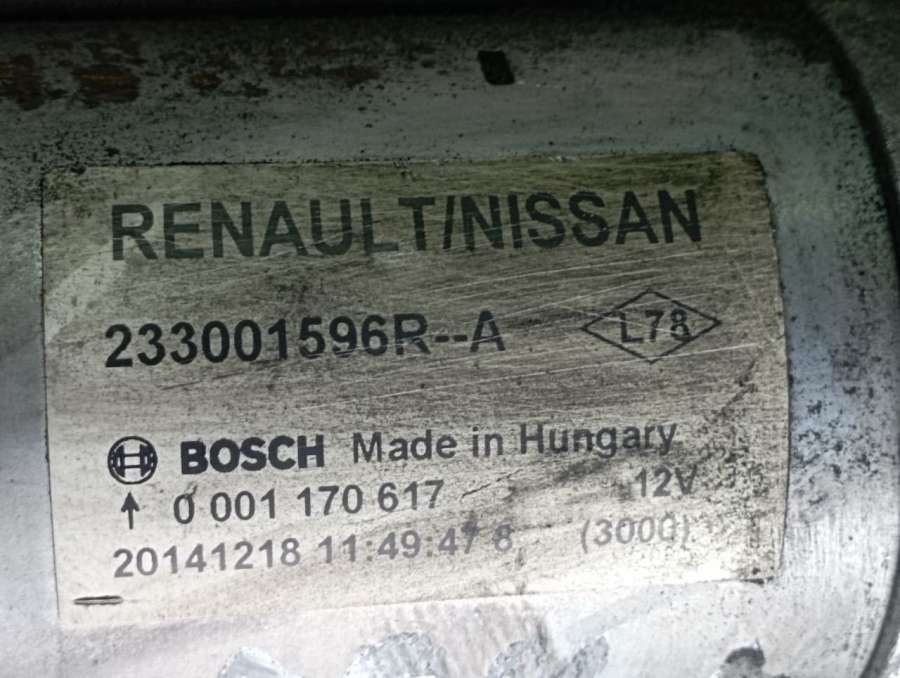 RENAULT/NISSAN
233001596R--A L78
BOSCH Made in Hungary
0 001 170 617 12V
20141218 11:49:47 8 (3000)